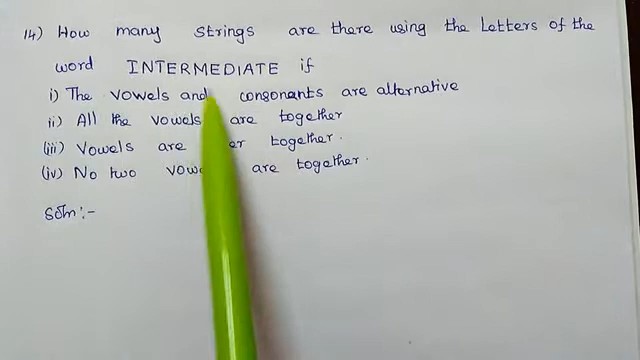 14) How many strings are there using the Letters of the
word INTERMEDIATE if
i) The vowels and consonants are alternative
ii) All the vowels are together
(iii) Vowels are together.
(iv) No two are together.
Soln:-